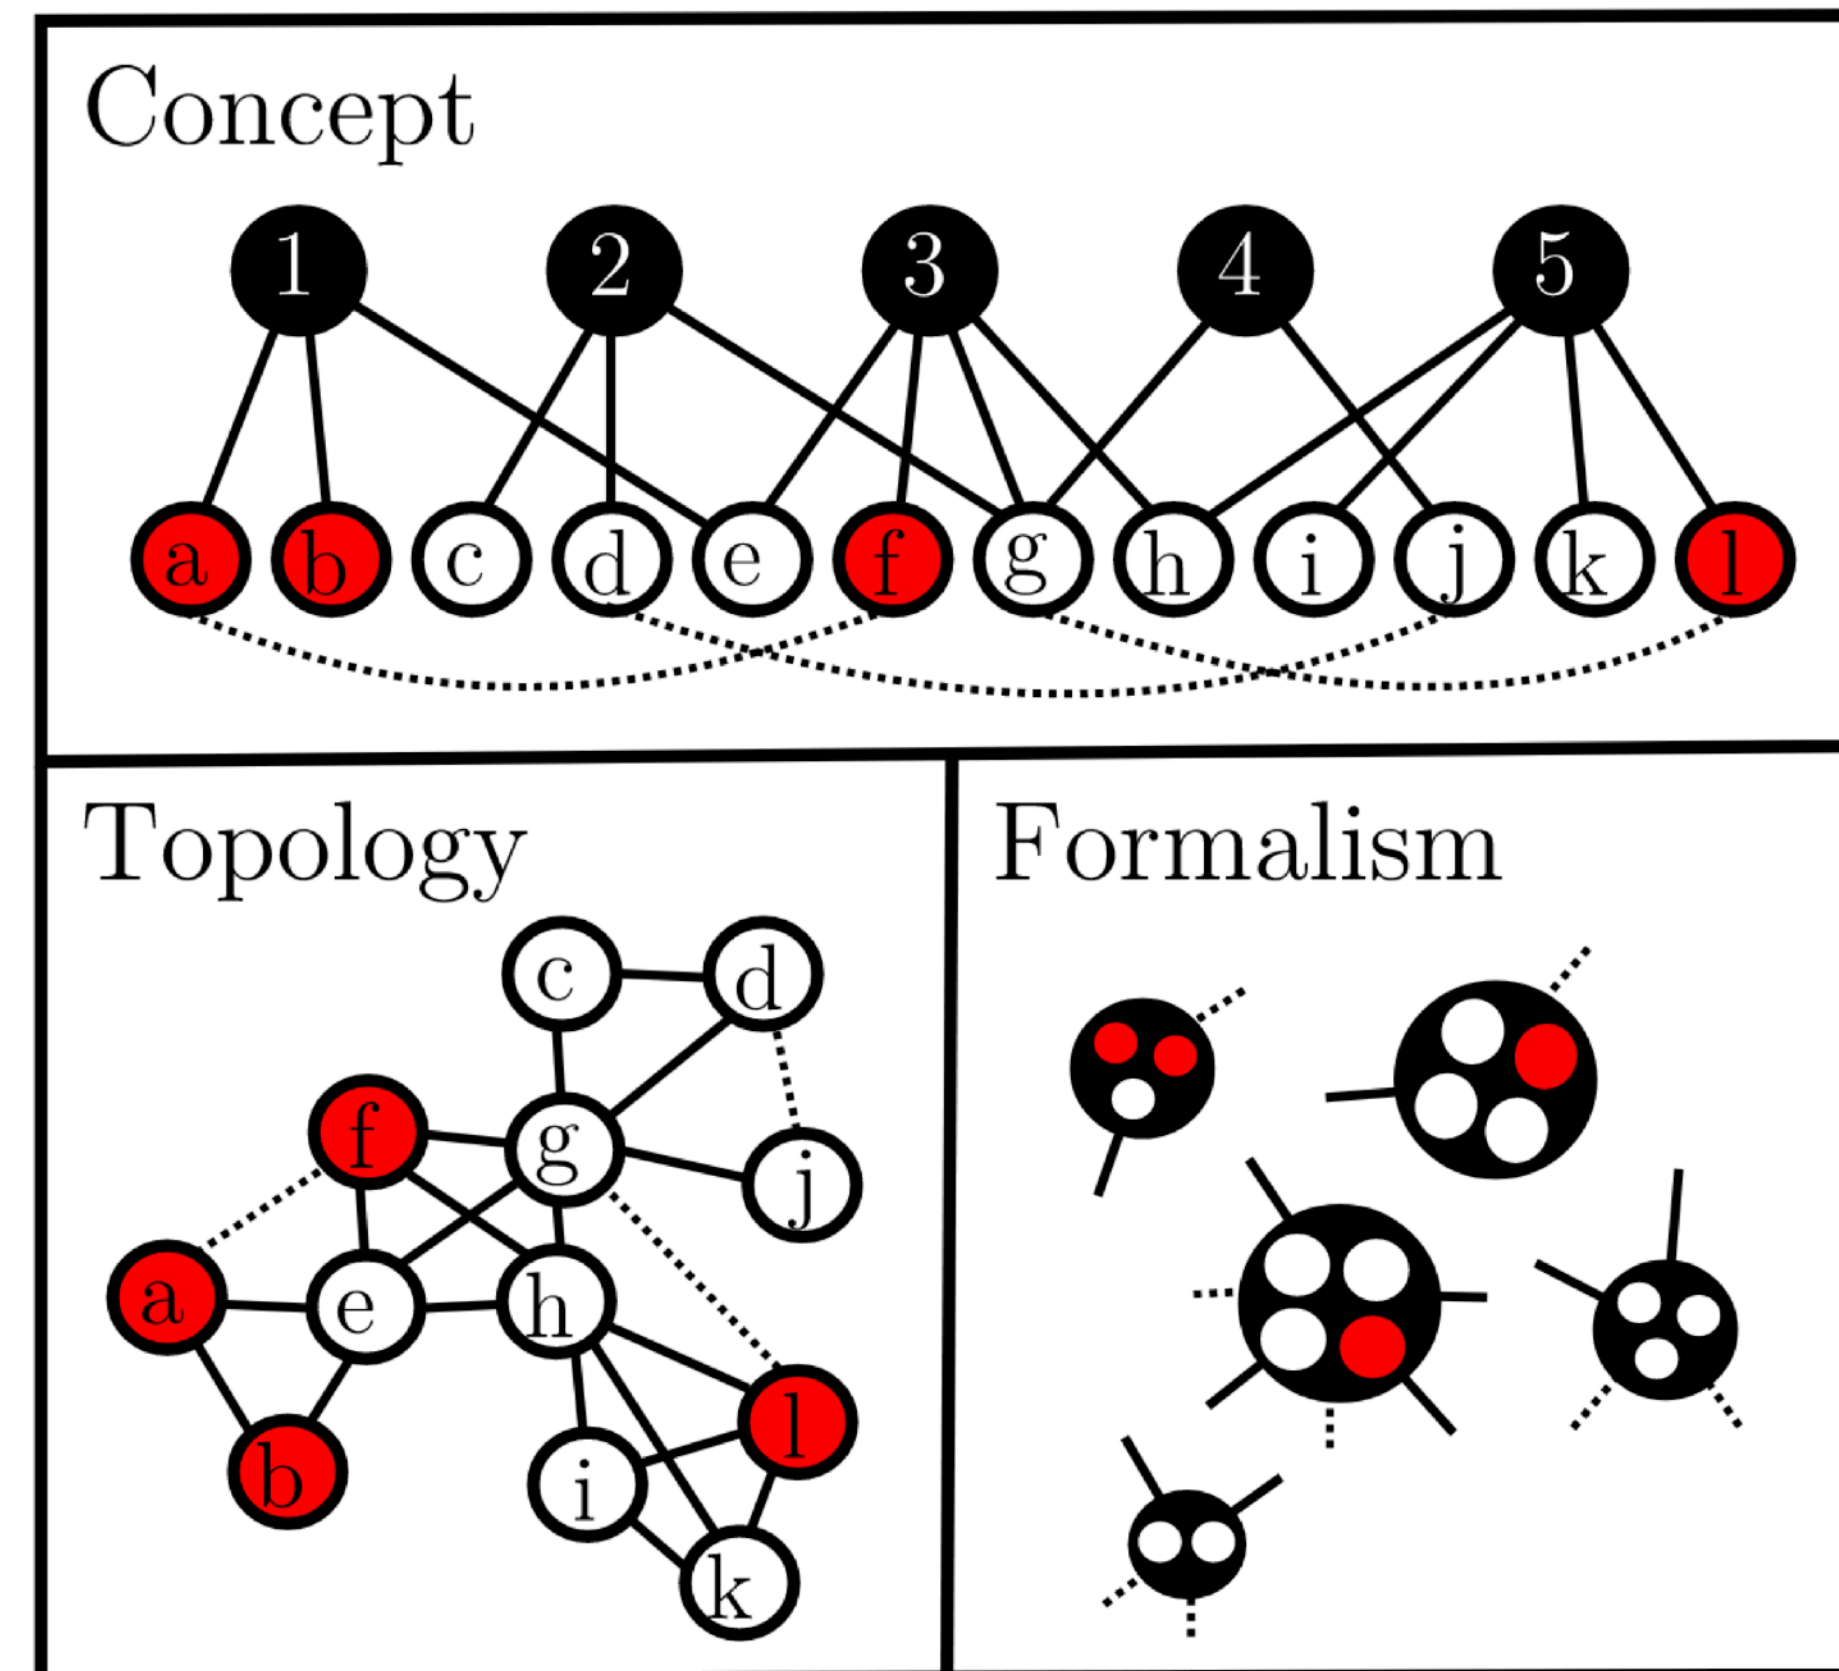 Concept
1 2 3 4 5
a b c d e f g h i j k l
Topology
c d
f g
j
a e h
l
b i
k
Formalism